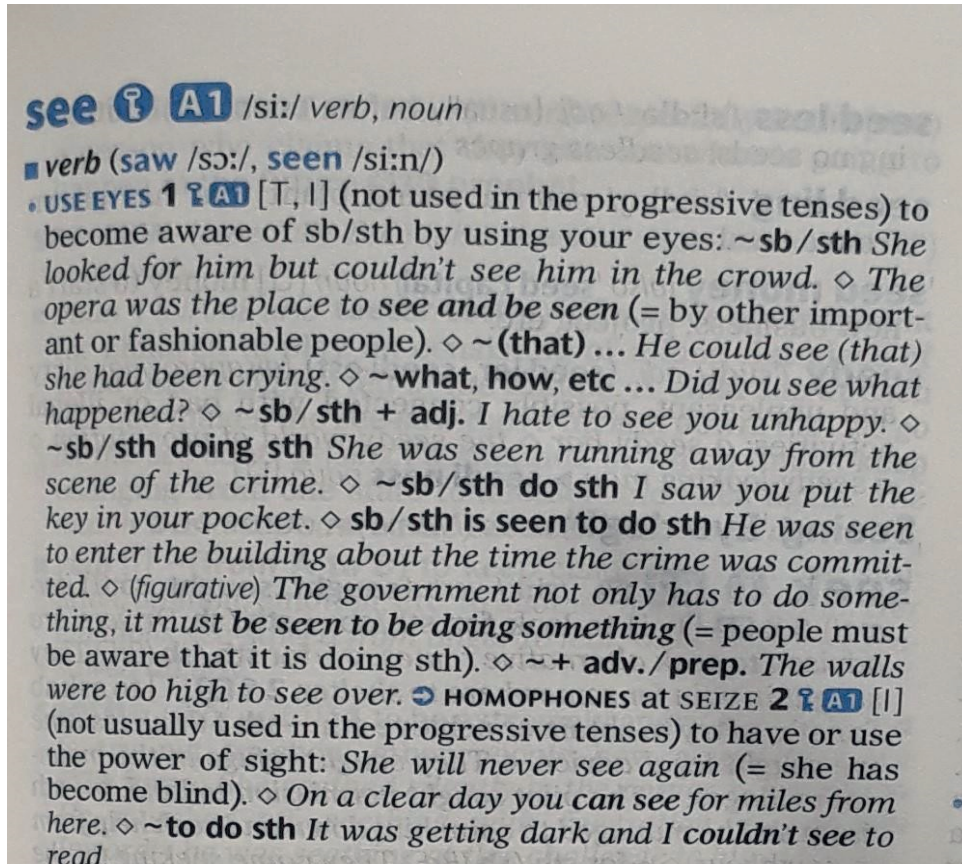 see A1 /siː/ verb, noun
■ verb (saw /sɔː/, seen /siːn/)
• USE EYES 1 A1 [T, I] (not used in the progressive tenses) to
become aware of sb/sth by using your eyes: ~sb/sth She
looked for him but couldn't see him in the crowd. ◇ The
opera was the place to see and be seen (= by other import-
ant or fashionable people). ◇ ~(that) … He could see (that)
she had been crying. ◇ ~what, how, etc … Did you see what
happened? ◇ ~sb/sth + adj. I hate to see you unhappy. ◇
~sb/sth doing sth She was seen running away from the
scene of the crime. ◇ ~sb/sth do sth I saw you put the
key in your pocket. ◇ sb/sth is seen to do sth He was seen
to enter the building about the time the crime was commit-
ted. ◇ (figurative) The government not only has to do some-
thing, it must be seen to be doing something (= people must
be aware that it is doing sth). ◇ ~+ adv./prep. The walls
were too high to see over. ➲ HOMOPHONES at SEIZE 2 A1 [I]
(not usually used in the progressive tenses) to have or use
the power of sight: She will never see again (= she has
become blind). ◇ On a clear day you can see for miles from
here. ◇ ~to do sth It was getting dark and I couldn't see to
read